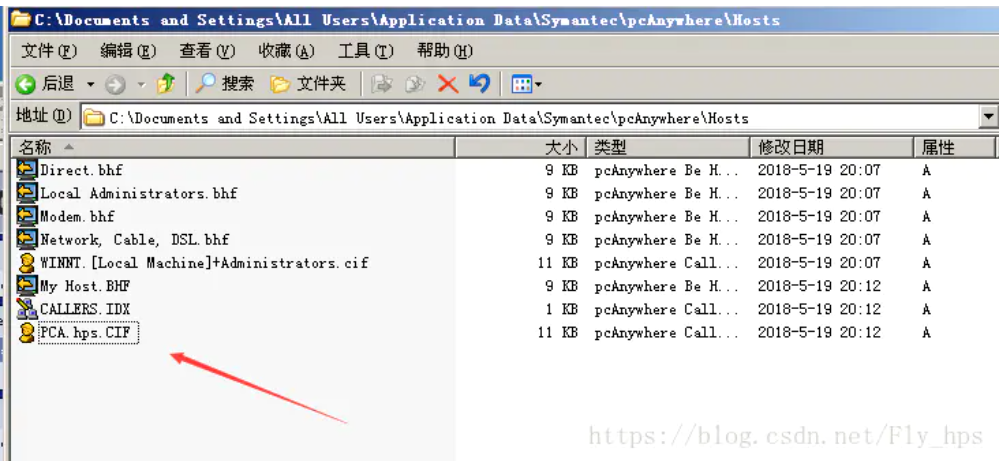 C:\Documents and Settings\All Users\Application Data\Symantec\pcAnywhere\Hosts
文件(F) 编辑(E) 查看(V) 收藏(A) 工具(T) 帮助(H)
后退 搜索 文件夹
地址(D) C:\Documents and Settings\All Users\Application Data\Symantec\pcAnywhere\Hosts
名称 大小 类型 修改日期 属性
Direct.bhf 9 KB pcAnywhere Be H... 2018-5-19 20:07 A
Local Administrators.bhf 9 KB pcAnywhere Be H... 2018-5-19 20:07 A
Modem.bhf 9 KB pcAnywhere Be H... 2018-5-19 20:07 A
Network, Cable, DSL.bhf 9 KB pcAnywhere Be H... 2018-5-19 20:07 A
WINNT.[Local Machine]+Administrators.cif 11 KB pcAnywhere Call... 2018-5-19 20:07 A
My Host.BHF 9 KB pcAnywhere Be H... 2018-5-19 20:12 A
CALLERS.IDX 1 KB pcAnywhere Call... 2018-5-19 20:12 A
PCA.hps.CIF 11 KB pcAnywhere Call... 2018-5-19 20:12 A
https://blog.csdn.net/Fly_hps